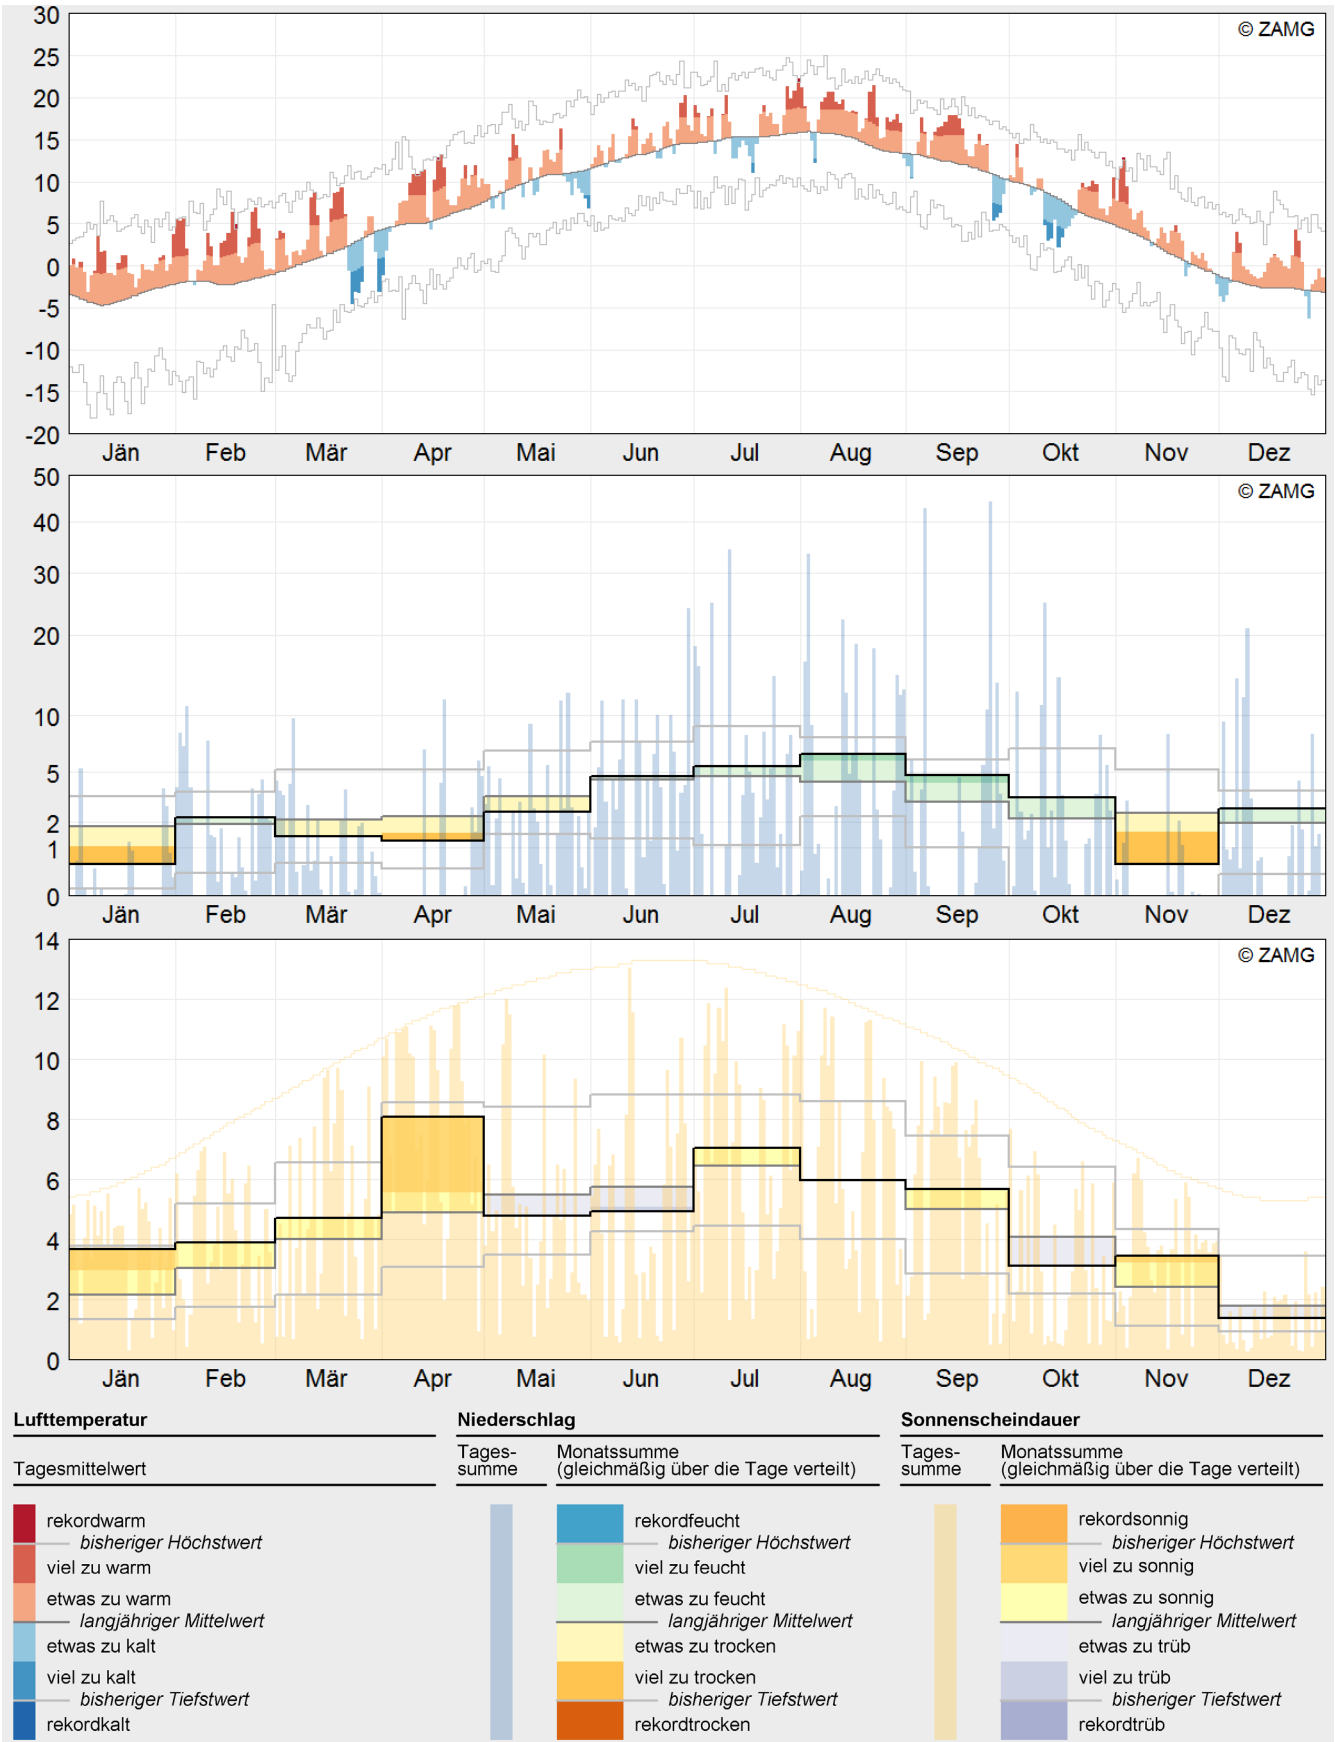 30
© ZAMG
25
20
15
10
5
0
-5
-10
-15
-20
Jän Feb Mär Apr Mai Jun Jul Aug Sep Okt Nov Dez
50
© ZAMG
40
30
20
10
5
2
1
0
Jän Feb Mär Apr Mai Jun Jul Aug Sep Okt Nov Dez
14
© ZAMG
12
10
8
6
4
2
0
Jän Feb Mär Apr Mai Jun Jul Aug Sep Okt Nov Dez
Lufttemperatur
Tagesmittelwert
rekordwarm
bisheriger Höchstwert
viel zu warm
etwas zu warm
langjähriger Mittelwert
etwas zu kalt
viel zu kalt
bisheriger Tiefstwert
rekordkalt
Niederschlag
Tages-
summe
Monatssumme
(gleichmäßig über die Tage verteilt)
rekordfeucht
bisheriger Höchstwert
viel zu feucht
etwas zu feucht
langjähriger Mittelwert
etwas zu trocken
viel zu trocken
bisheriger Tiefstwert
rekordtrocken
Sonnenscheindauer
Tages-
summe
Monatssumme
(gleichmäßig über die Tage verteilt)
rekordsonnig
bisheriger Höchstwert
viel zu sonnig
etwas zu sonnig
langjähriger Mittelwert
etwas zu trüb
viel zu trüb
bisheriger Tiefstwert
rekordtrüb